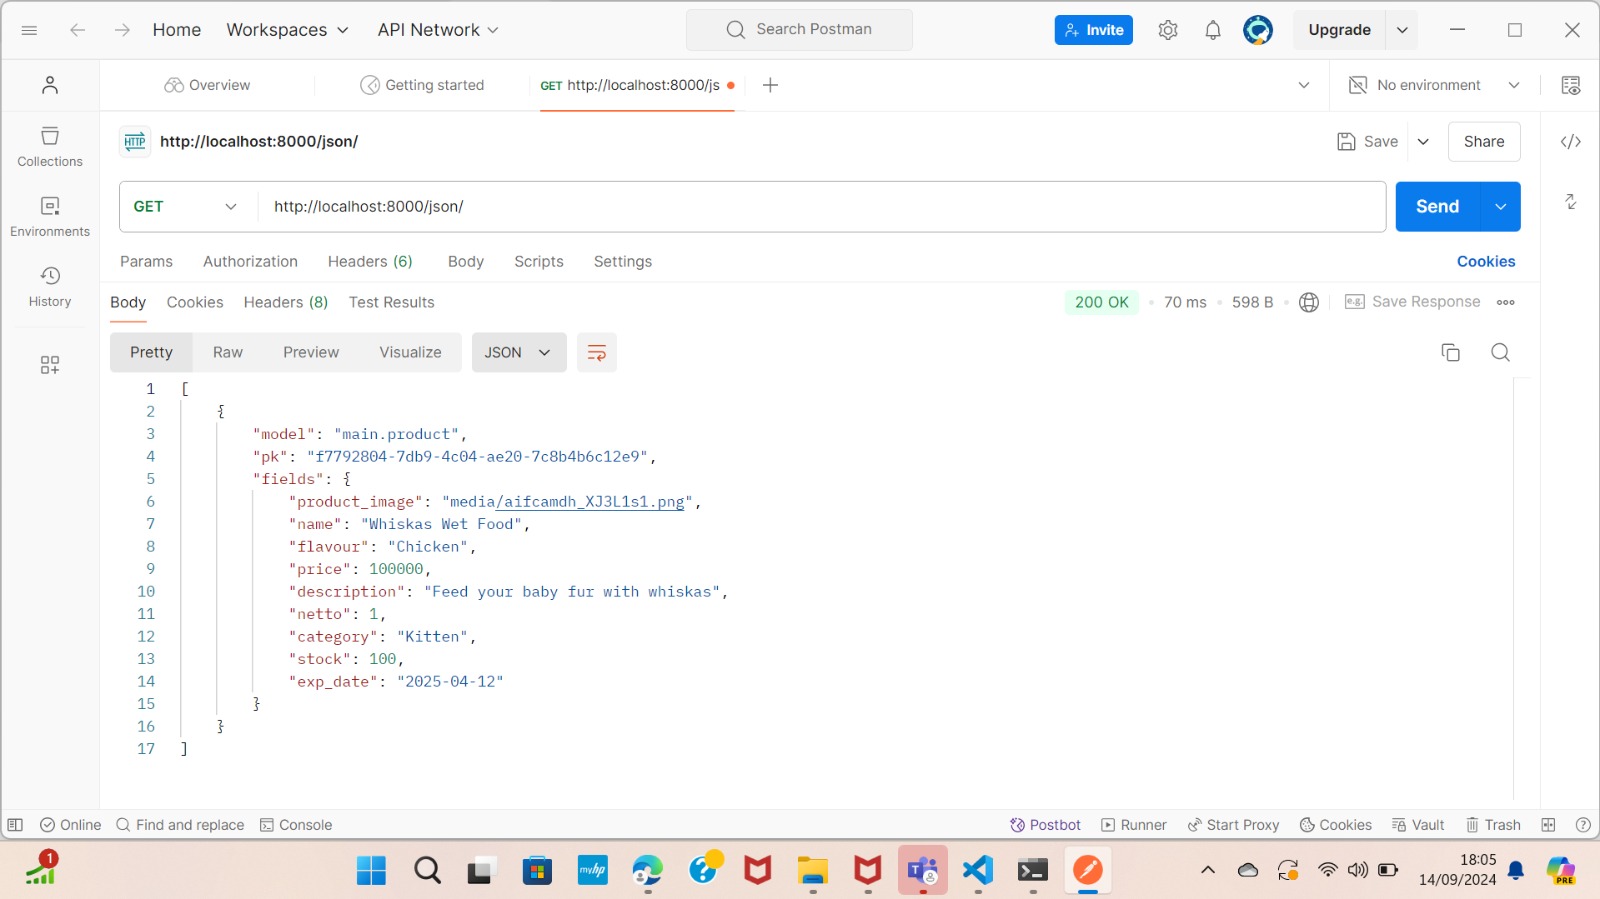 Home Workspaces API Network Search Postman Invite Upgrade
Overview Getting started GET http://localhost:8000/js No environment
HTTP http://localhost:8000/json/ Save Share
Collections
GET http://localhost:8000/json/ Send
Environments
Params Authorization Headers (6) Body Scripts Settings Cookies
History
Body Cookies Headers (8) Test Results 200 OK 70 ms 598 B e.g. Save Response
Pretty Raw Preview Visualize JSON
1 [
2 {
3 "model": "main.product",
4 "pk": "f7792804-7db9-4c04-ae20-7c8b4b6c12e9",
5 "fields": {
6 "product_image": "media/aifcamdh_XJ3L1s1.png",
7 "name": "Whiskas Wet Food",
8 "flavour": "Chicken",
9 "price": 100000,
10 "description": "Feed your baby fur with whiskas",
11 "netto": 1,
12 "category": "Kitten",
13 "stock": 100,
14 "exp_date": "2025-04-12"
15 }
16 }
17 ]
Online Find and replace Console Postbot Runner Start Proxy Cookies Vault Trash
1 myhp 18:05
14/09/2024 PRE